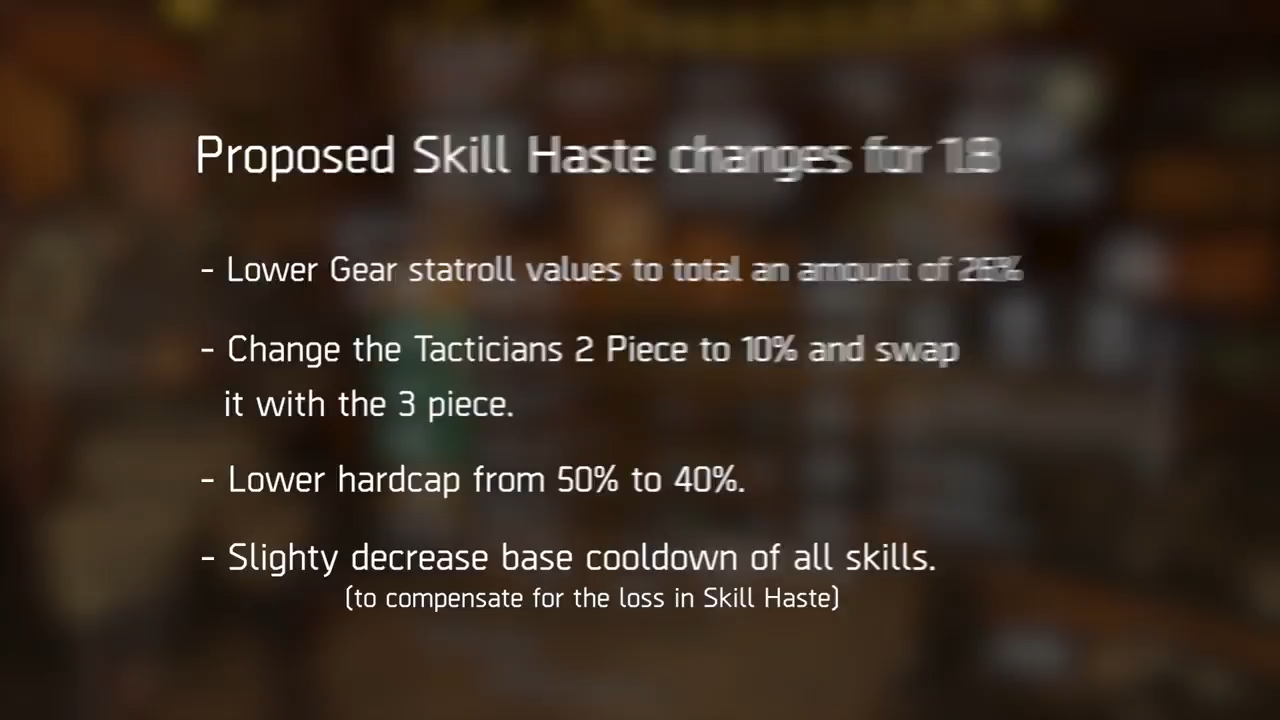 Proposed Skill Haste changes for 1.8
- Lower Gear statroll values to total an amount of
- Change the Tacticians 2 Piece to 10% and swap
it with the 3 piece.
- Lower hardcap from 50% to 40%.
- Slighty decrease base cooldown of all skills.
(to compensate for the loss in Skill Haste)